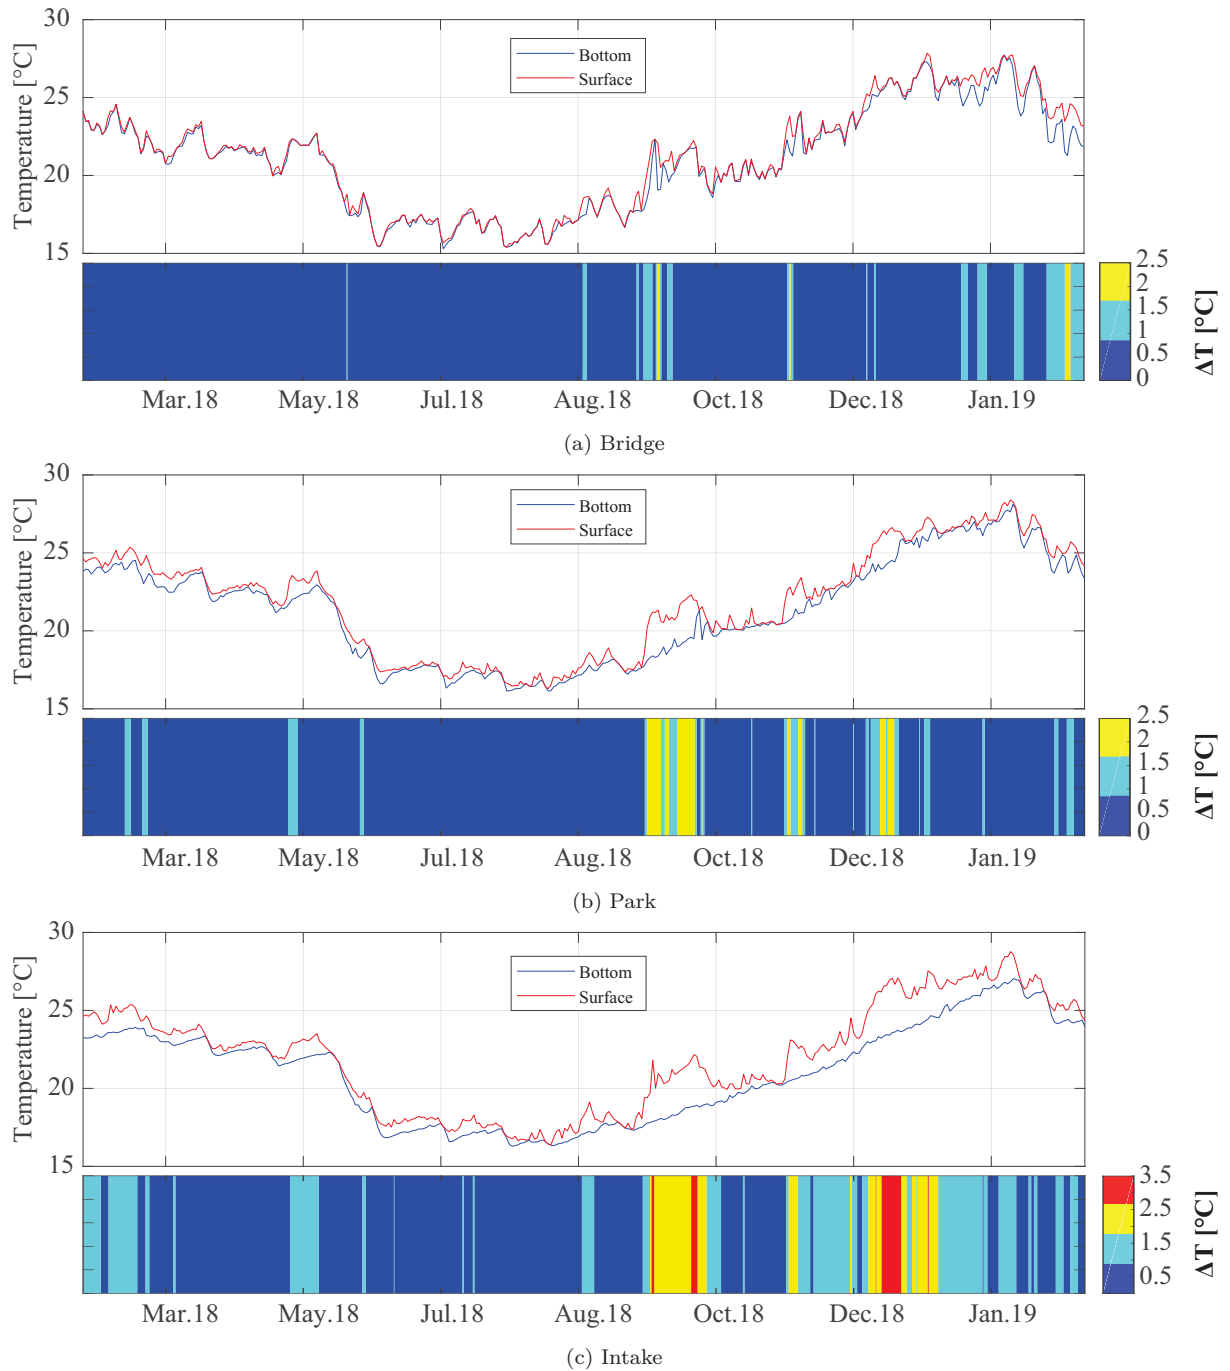 30
25
20
15
Temperature [°C]
Bottom
Surface
2.5
2
1.5
1
0.5
0
ΔT [°C]
Mar.18 May.18 Jul.18 Aug.18 Oct.18 Dec.18 Jan.19
(a) Bridge
30
25
20
15
Temperature [°C]
Bottom
Surface
2.5
2
1.5
1
0.5
0
ΔT [°C]
Mar.18 May.18 Jul.18 Aug.18 Oct.18 Dec.18 Jan.19
(b) Park
30
25
20
15
Temperature [°C]
Bottom
Surface
3.5
2.5
1.5
0.5
ΔT [°C]
Mar.18 May.18 Jul.18 Aug.18 Oct.18 Dec.18 Jan.19
(c) Intake